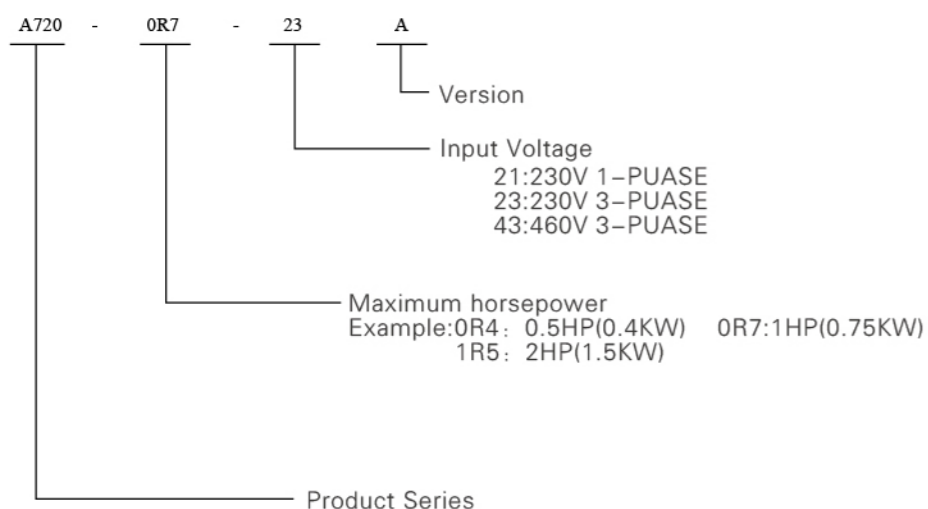 A720 - 0R7 - 23 A
Version
Input Voltage
21:230V 1-PUASE
23:230V 3-PUASE
43:460V 3-PUASE
Maximum horsepower
Example:0R4: 0.5HP(0.4KW) 0R7:1HP(0.75KW)
1R5: 2HP(1.5KW)
Product Series